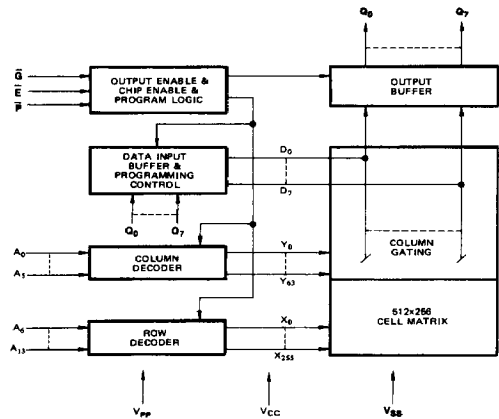 Q0 Q7
G
E
P
OUTPUT ENABLE &
CHIP ENABLE &
PROGRAM LOGIC
OUTPUT
BUFFER
DATA INPUT
BUFFER &
PROGRAMMING
CONTROL
D0
D7
Q0 Q7
A0
A5
COLUMN
DECODER
Y0
Y63
COLUMN
GATING
A6
A13
ROW
DECODER
X0
X255
512×256
CELL MATRIX
VPP VCC VSS